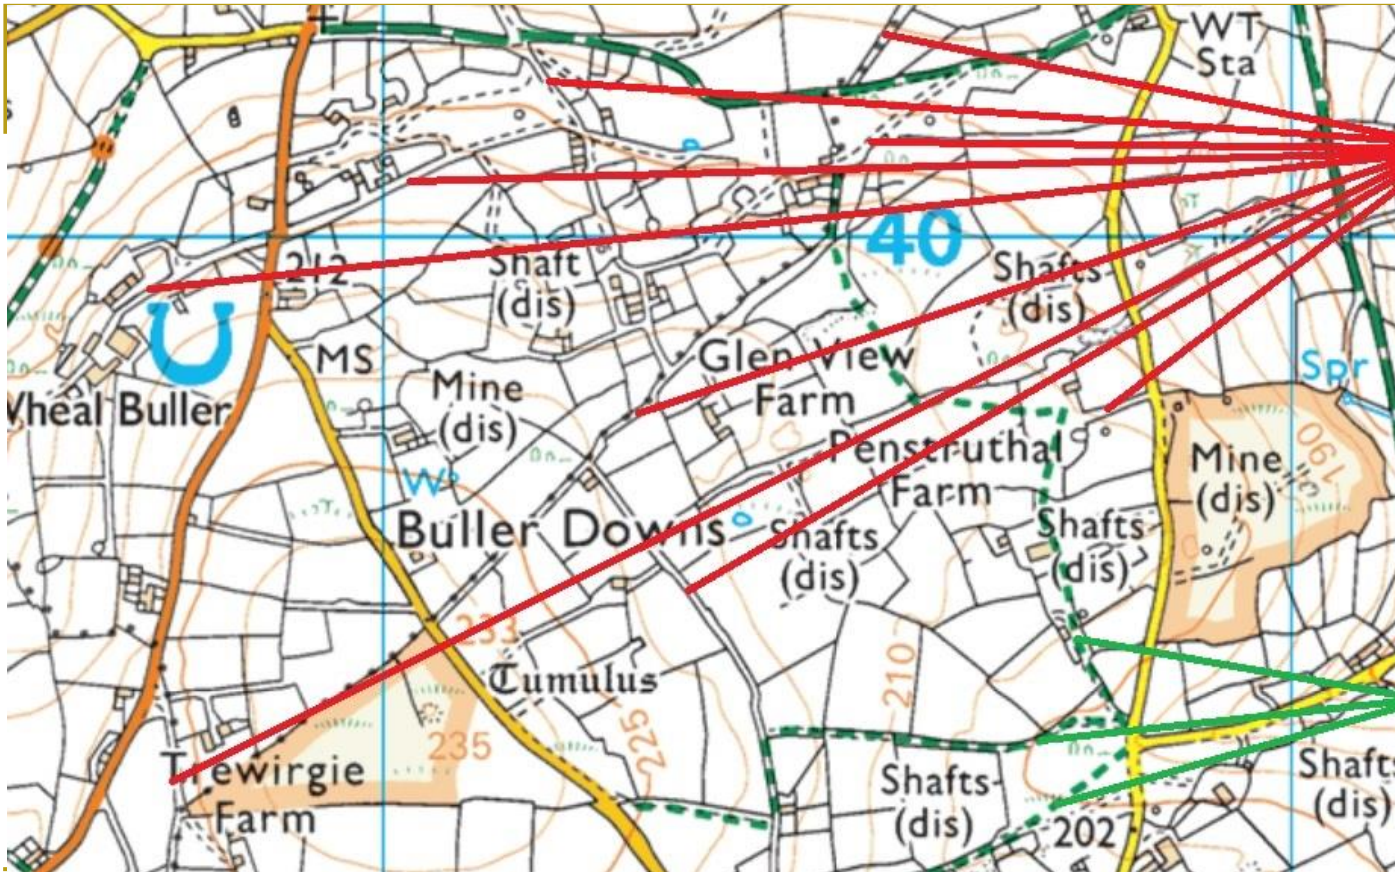 WT
Sta
212
Shaft
(dis)
40
Shafts
(dis)
MS
Glen View
Farm
Spr
Mine
(dis)
Wheal Buller
Penstruthal
Farm
Mine
(dis)
190
W
Buller Downs
Shafts
(dis)
Shafts
(dis)
233
Tumulus
210
225
235
Trewirgie
Farm
Shafts
(dis)
Shafts
(dis)
202